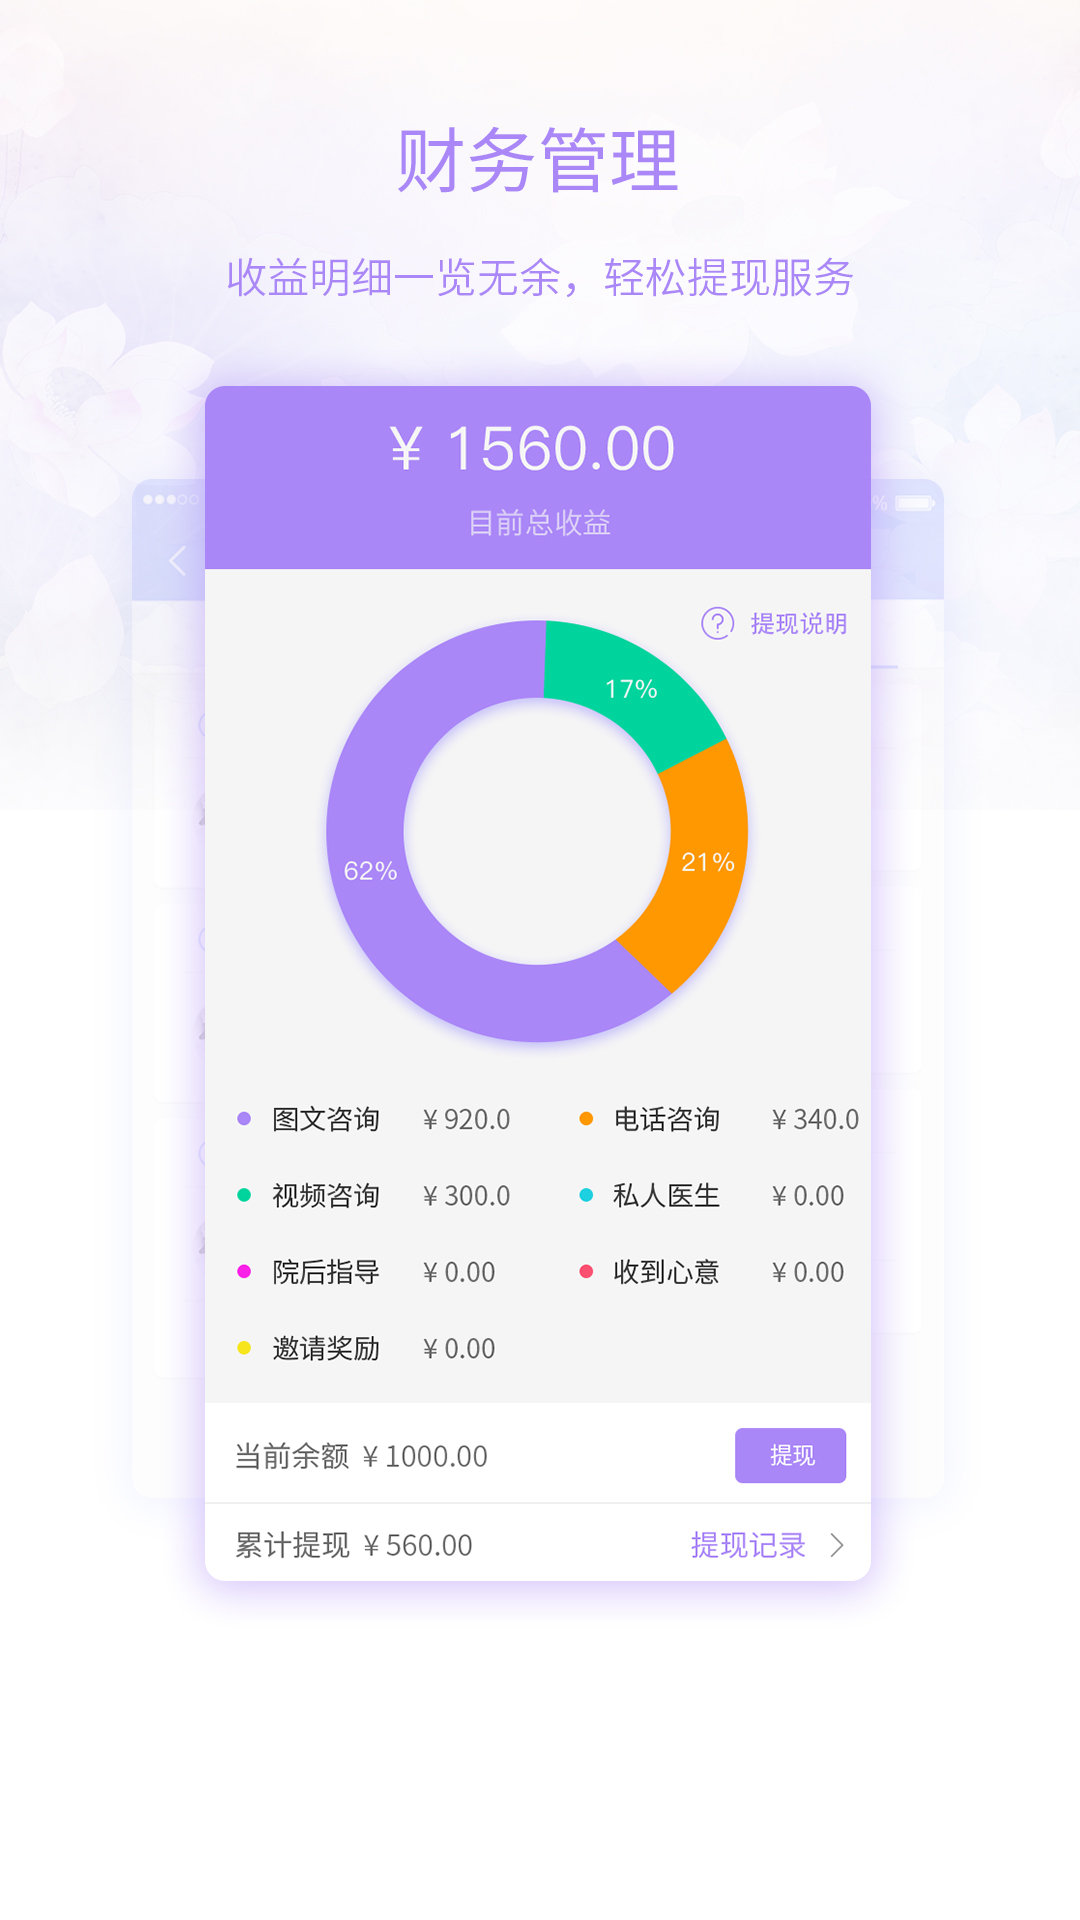 财务管理
收益明细一览无余，轻松提现服务
¥ 1560.00
目前总收益
%
? 提现说明
17%
21%
62%
图文咨询 ¥ 920.0 电话咨询 ¥ 340.0
视频咨询 ¥ 300.0 私人医生 ¥ 0.00
院后指导 ¥ 0.00 收到心意 ¥ 0.00
邀请奖励 ¥ 0.00
当前余额 ¥ 1000.00 提现
累计提现 ¥ 560.00 提现记录